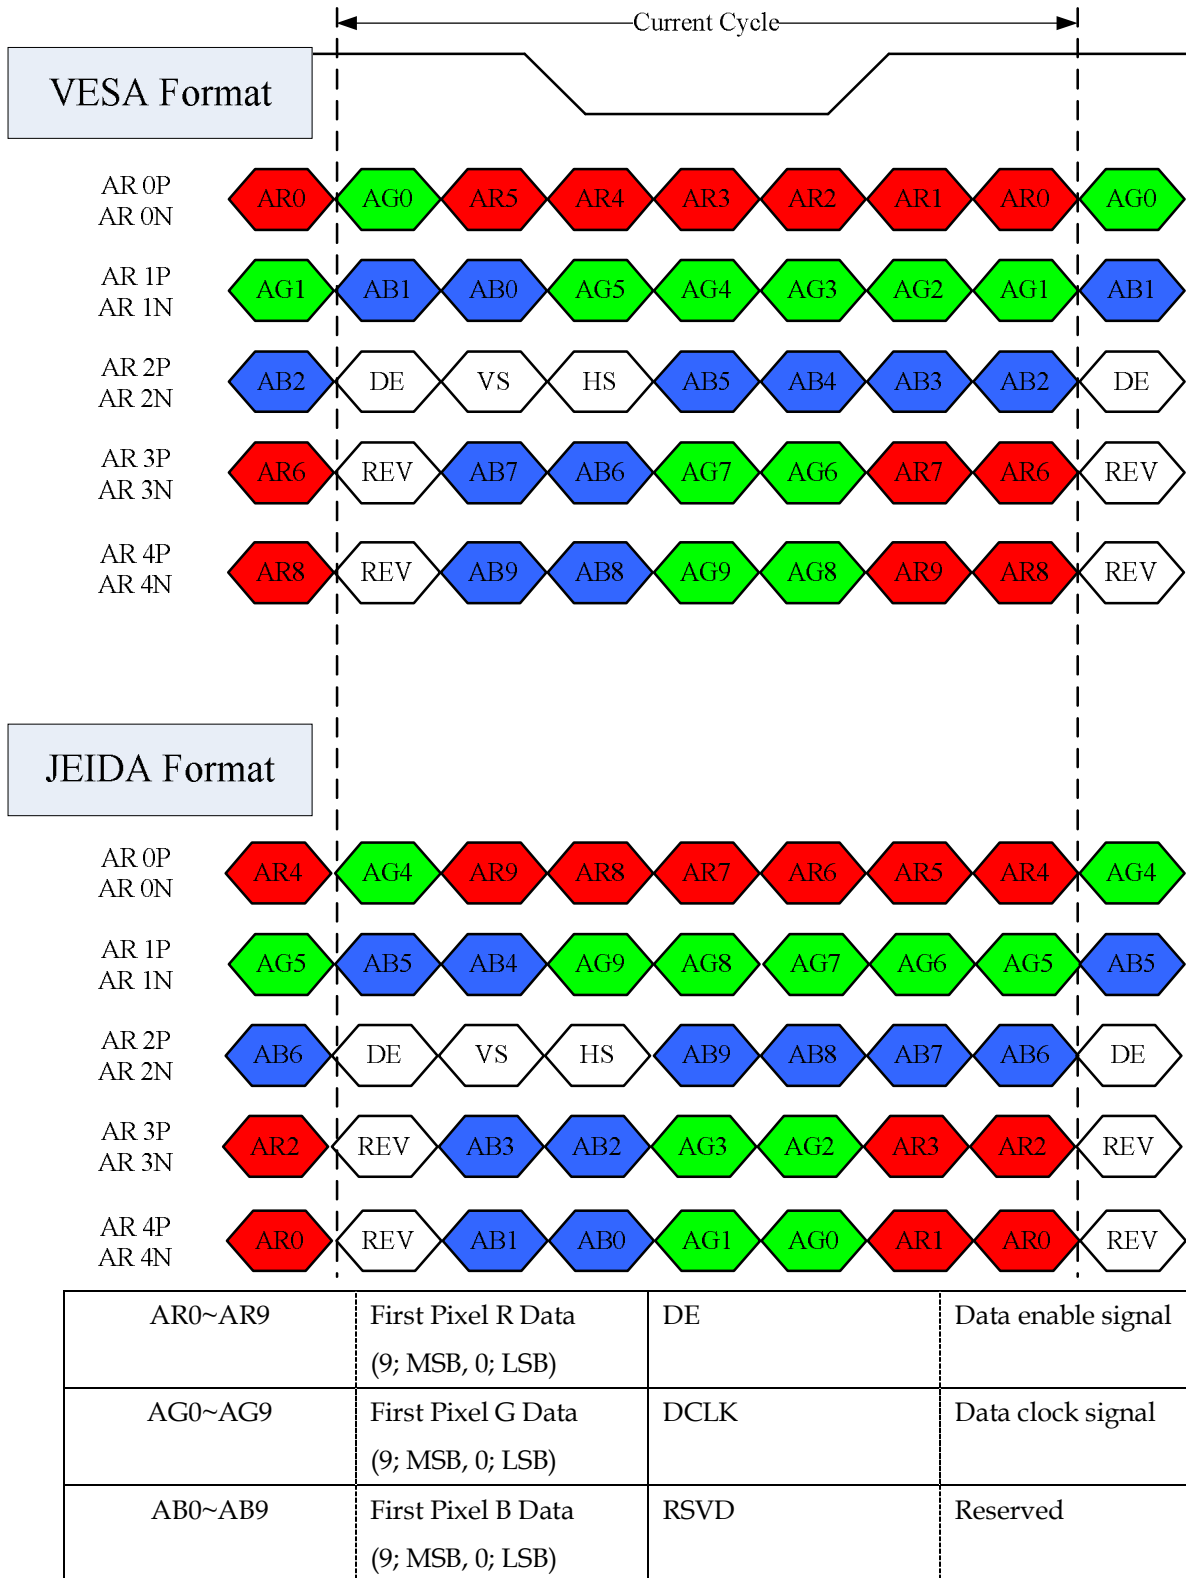 Current Cycle
VESA Format
AR 0P
AR 0N
AR0 AG0 AR5 AR4 AR3 AR2 AR1 AR0 AG0
AR 1P
AR 1N
AG1 AB1 AB0 AG5 AG4 AG3 AG2 AG1 AB1
AR 2P
AR 2N
AB2 DE VS HS AB5 AB4 AB3 AB2 DE
AR 3P
AR 3N
AR6 REV AB7 AB6 AG7 AG6 AR7 AR6 REV
AR 4P
AR 4N
AR8 REV AB9 AB8 AG9 AG8 AR9 AR8 REV
JEIDA Format
AR 0P
AR 0N
AR4 AG4 AR9 AR8 AR7 AR6 AR5 AR4 AG4
AR 1P
AR 1N
AG5 AB5 AB4 AG9 AG8 AG7 AG6 AG5 AB5
AR 2P
AR 2N
AB6 DE VS HS AB9 AB8 AB7 AB6 DE
AR 3P
AR 3N
AR2 REV AB3 AB2 AG3 AG2 AR3 AR2 REV
AR 4P
AR 4N
AR0 REV AB1 AB0 AG1 AG0 AR1 AR0 REV
AR0~AR9 First Pixel R Data DE Data enable signal
(9; MSB, 0; LSB)
AG0~AG9 First Pixel G Data DCLK Data clock signal
(9; MSB, 0; LSB)
AB0~AB9 First Pixel B Data RSVD Reserved
(9; MSB, 0; LSB)